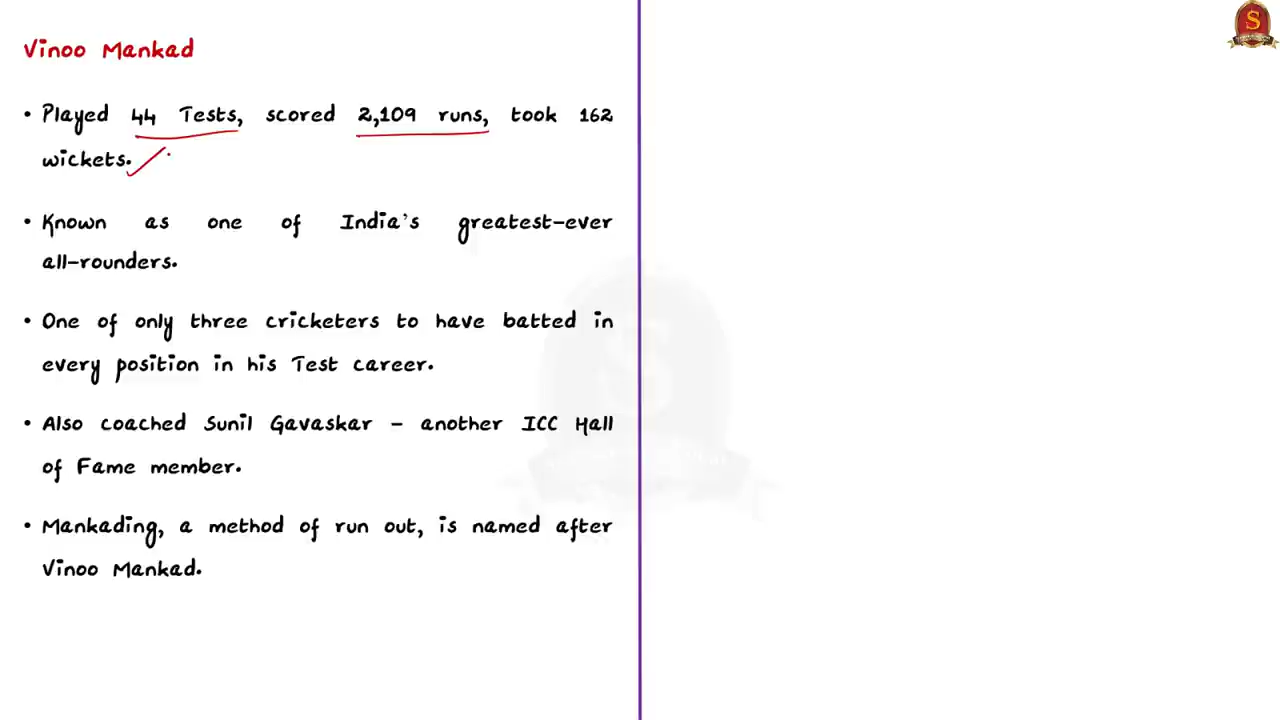 Vinoo Mankad
• Played 44 Tests, scored 2,109 runs, took 162
wickets.
• Known as one of India's greatest-ever
all-rounders.
• One of only three cricketers to have batted in
every position in his Test career.
• Also coached Sunil Gavaskar – another ICC Hall
of Fame member.
• Mankading, a method of run out, is named after
Vinoo Mankad.
S